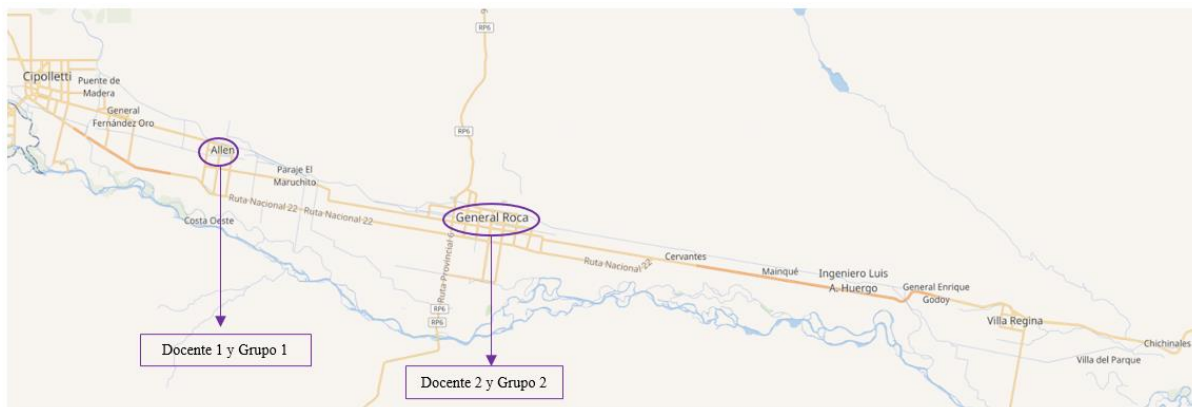 6
RP6
Cipolletti
Puente de
Madera
General
Fernández Oro
RP6
Allen
Paraje El
Maruchito
Ruta Nacional 22
Ruta Nacional 22
Costa Oeste
General Roca
Ruta Provincial 6
Ruta Nacional 22
Cervantes
Mainqué
Ingeniero Luis
A. Huergo
General Enrique
Godoy
Villa Regina
Chichinales
Villa del Parque
RP6
RP6
Docente 1 y Grupo 1
Docente 2 y Grupo 2